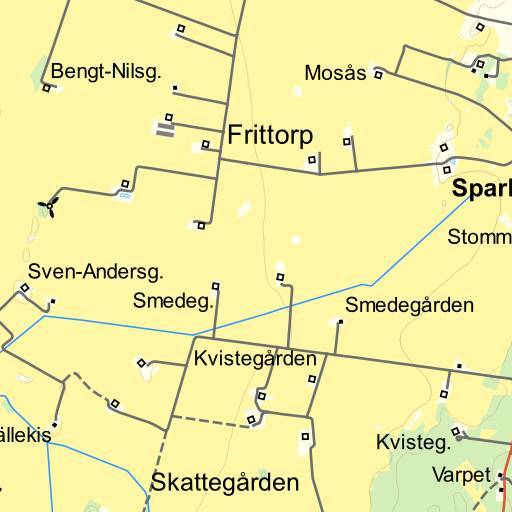 Bengt-Nilsg.
Mosås
Frittorp
Sparl
Stomm
Sven-Andersg.
Smedeg.
Smedegården
Kvistegården
ällekis
Kvisteg.
Varpet
Skattegården